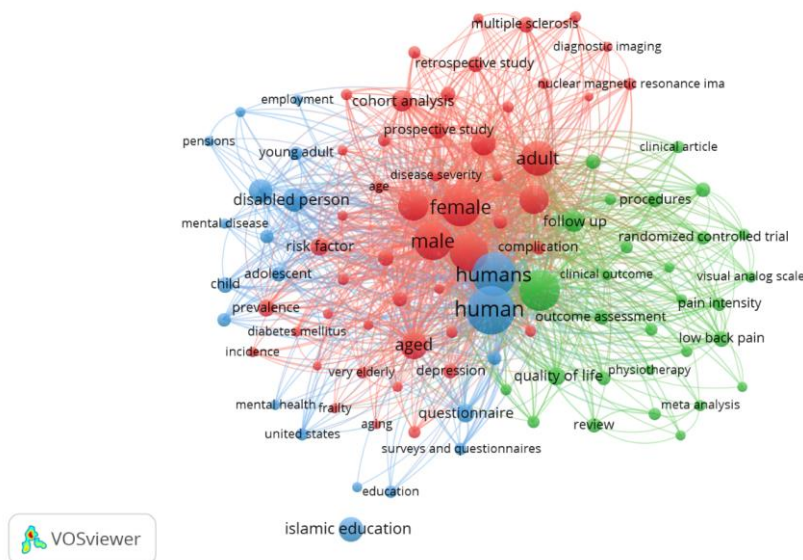 multiple sclerosis
diagnostic imaging
retrospective study
nuclear magnetic resonance ima
employment
cohort analysis
prospective study
pensions
young adult
adult
clinical article
disease severity
age
disabled person
female
procedures
mental disease
follow up
risk factor
male
randomized controlled trial
complication
humans
child
adolescent
clinical outcome
visual analog scale
prevalence
human
pain intensity
diabetes mellitus
outcome assessment
aged
low back pain
incidence
very elderly
depression
quality of life
physiotherapy
mental health
frailty
questionnaire
meta analysis
united states
aging
review
surveys and questionnaires
education
islamic education
VOSviewer